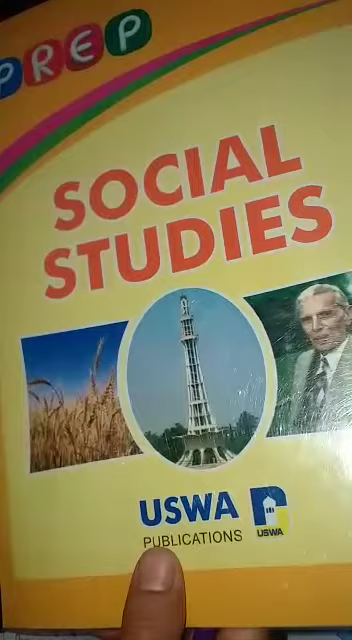 PREP
SOCIAL
STUDIES
USWA
PUBLICATIONS
USWA